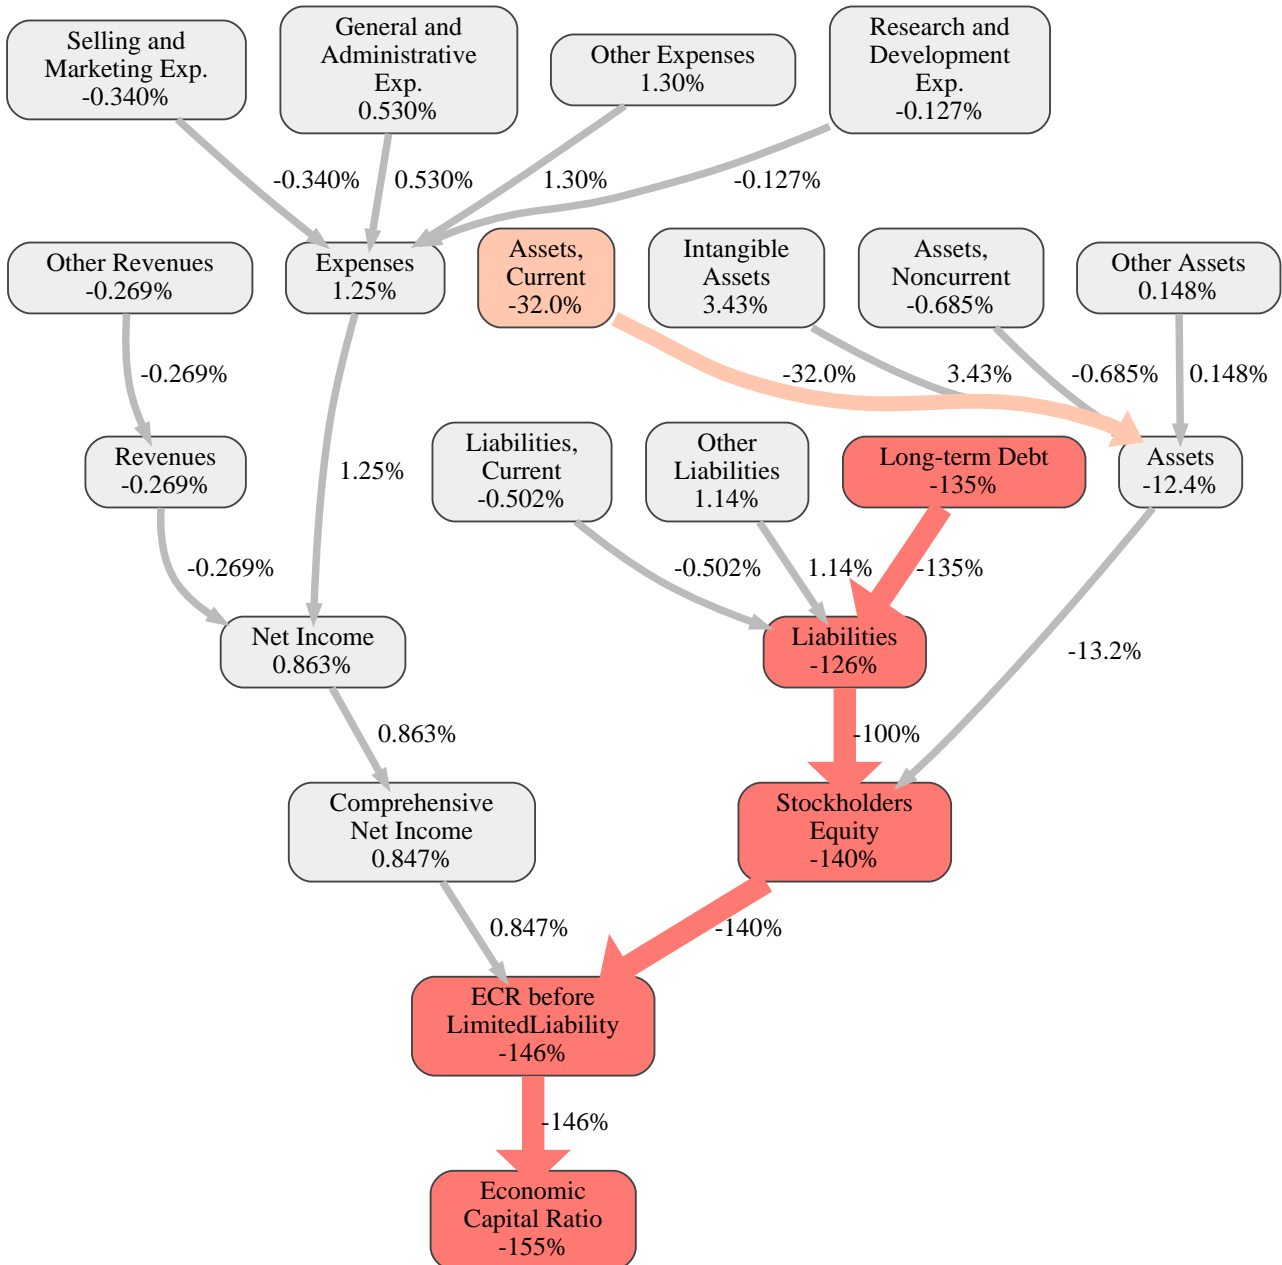 Selling and
Marketing Exp.
-0.340%
General and
Administrative
Exp.
0.530%
Other Expenses
1.30%
Research and
Development
Exp.
-0.127%
-0.340%
0.530%
1.30%
-0.127%
Other Revenues
-0.269%
Expenses
1.25%
Assets,
Current
-32.0%
Intangible
Assets
3.43%
Assets,
Noncurrent
-0.685%
Other Assets
0.148%
-0.269%
-32.0%
3.43%
-0.685%
0.148%
Revenues
-0.269%
1.25%
Liabilities,
Current
-0.502%
Other
Liabilities
1.14%
Long-term Debt
-135%
Assets
-12.4%
-0.269%
-0.502%
1.14%
-135%
Net Income
0.863%
Liabilities
-126%
-13.2%
0.863%
-100%
Comprehensive
Net Income
0.847%
Stockholders
Equity
-140%
0.847%
-140%
ECR before
LimitedLiability
-146%
-146%
Economic
Capital Ratio
-155%